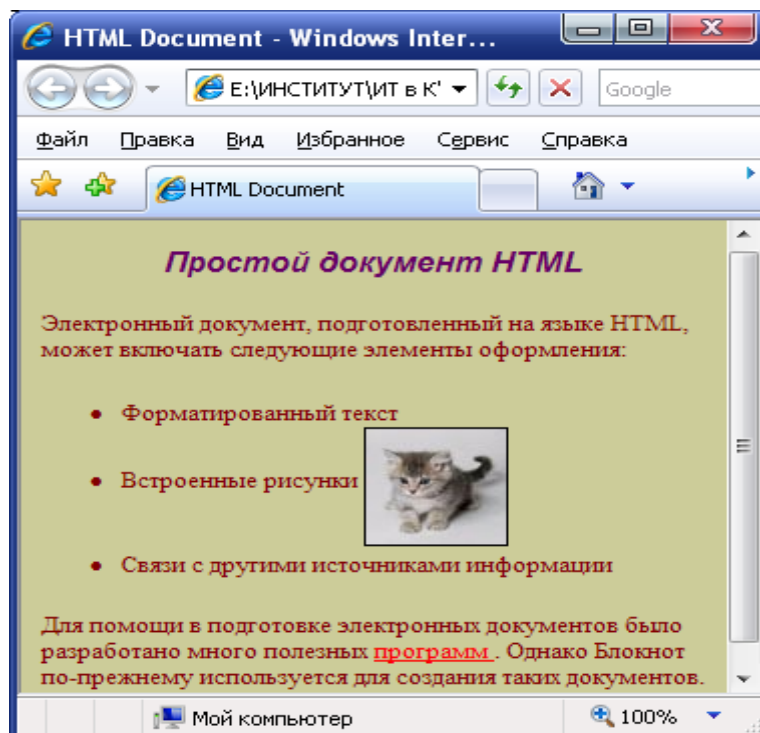 HTML Document - Windows Inter...
E:\ИНСТИТУТ\ИТ в К'
Google
Файл Правка Вид Избранное Сервис Справка
HTML Document
Простой документ HTML
Электронный документ, подготовленный на языке HTML,
может включать следующие элементы оформления:
Форматированный текст
Встроенные рисунки
Связи с другими источниками информации
Для помощи в подготовке электронных документов было
разработано много полезных программ . Однако Блокнот
по-прежнему используется для создания таких документов.
Мой компьютер 100%